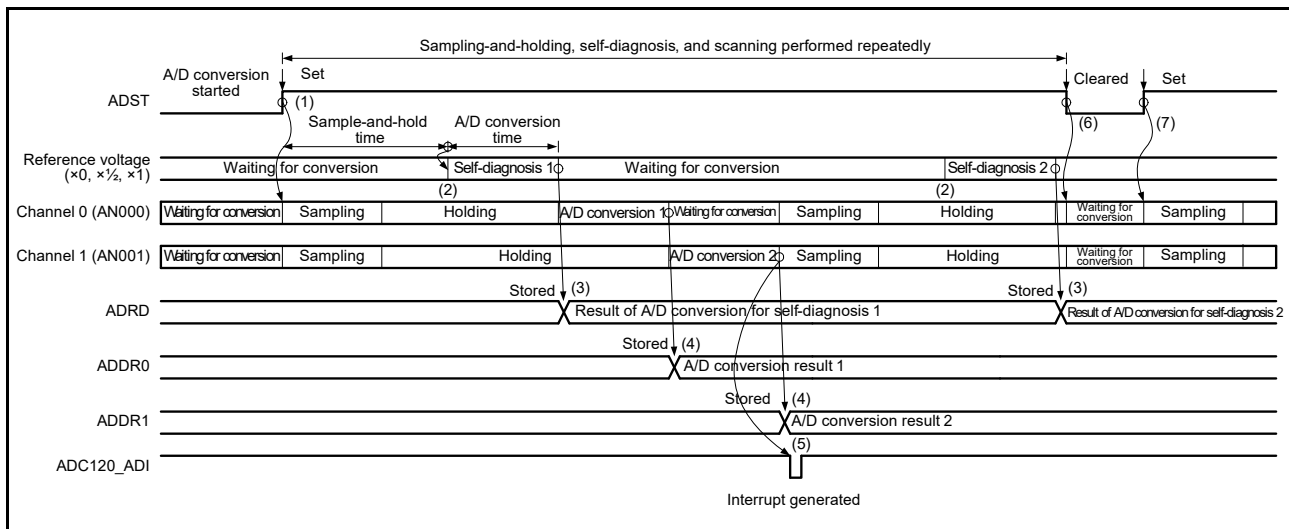 Sampling-and-holding, self-diagnosis, and scanning performed repeatedly
A/D conversion
started
Set
Cleared
Set
ADST
(1)
(6)
(7)
Sample-and-hold
time
A/D conversion
time
Reference voltage
(×0, ×½, ×1)
Waiting for conversion
Self-diagnosis 1
Waiting for conversion
Self-diagnosis 2
(2)
(2)
Channel 0 (AN000)
Waiting for conversion
Sampling
Holding
A/D conversion 1
Waiting for conversion
Sampling
Holding
Waiting for
conversion
Sampling
Channel 1 (AN001)
Waiting for conversion
Sampling
Holding
A/D conversion 2
Sampling
Holding
Waiting for
conversion
Sampling
Stored
(3)
Stored
(3)
ADRD
Result of A/D conversion for self-diagnosis 1
Result of A/D conversion for self-diagnosis 2
Stored
(4)
ADDR0
A/D conversion result 1
Stored
(4)
ADDR1
A/D conversion result 2
(5)
ADC120_ADI
Interrupt generated